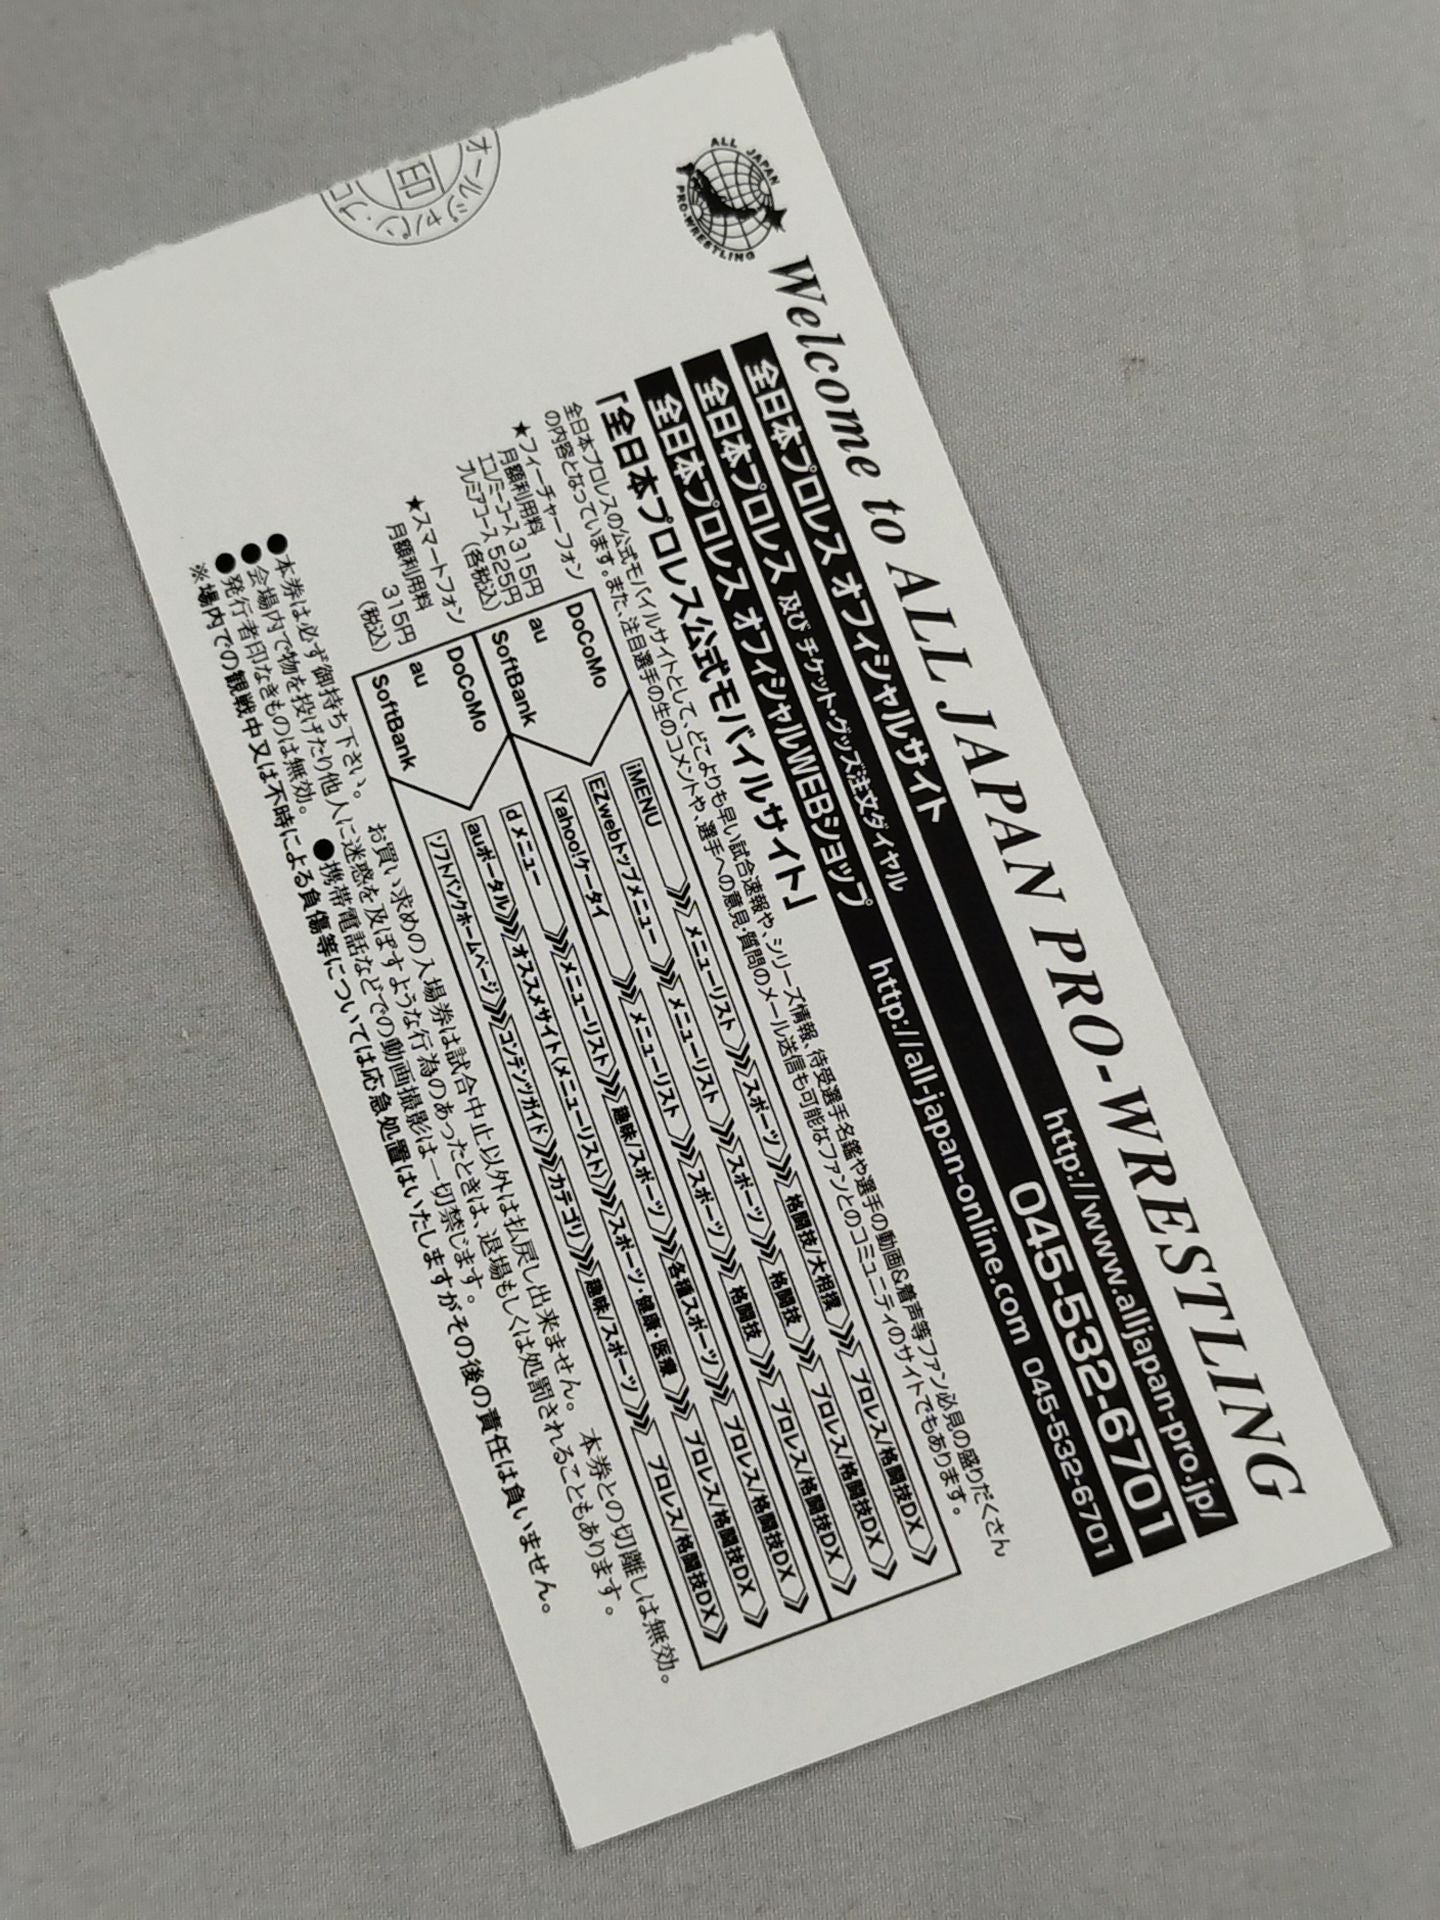 ALL JAPAN
PRO-WRESTLING
Welcome to ALL JAPAN PRO-WRESTLING
全日本プロレス オフィシャルサイト http://www.alljapan-pro.jp/
全日本プロレス 及び チケット・グッズ注文ダイヤル 045-532-6701
全日本プロレス オフィシャルWEBショップ http://all-japan-online.com 045-532-6701
「全日本プロレス公式モバイルサイト」
全日本プロレスの公式モバイルサイトとして、どこよりも早い試合速報や、シリーズ情報、待受選手名鑑や選手の動画&着声等ファン必見の盛りだくさん
の内容となっています。また、注目選手の生のコメントや、選手への意見・質問のメール送信も可能なファンとのコミュニティのサイトでもあります。
★フィーチャーフォン
月額利用料
エコノミーコース 315円
プレミアコース 525円
(各税込)
DoCoMo iMENU メニューリスト スポーツ 格闘技/大相撲 プロレス/格闘技DX
au EZwebトップメニュー メニューリスト スポーツ 格闘技 プロレス/格闘技DX
SoftBank Yahoo!ケータイ メニューリスト スポーツ 格闘技 プロレス/格闘技DX
★スマートフォン
月額利用料
315円
(税込)
DoCoMo dメニュー メニューリスト 趣味/スポーツ 各種スポーツ プロレス/格闘技DX
au auポータル オススメサイト(メニューリスト) スポーツ・健康・医療 プロレス/格闘技DX
SoftBank ソフトバンクホームページ コンテンツガイド カテゴリ 趣味/スポーツ プロレス/格闘技DX
●本券は必ず御持ち下さい。 お買い求めの入場券は試合中止以外は払戻し出来ません。 本券との切離しは無効。
●会場内で物を投げたり他人に迷惑を及ぼすような行為のあったときは、退場もしくは処罰されることもあります。
●発行者印なきものは無効。 ●携帯電話などでの動画撮影は一切禁じます。
※場内での観戦中又は不時による負傷等については応急処置はいたしますがその後の責任は負いません。
オールジャパン・プロ
印